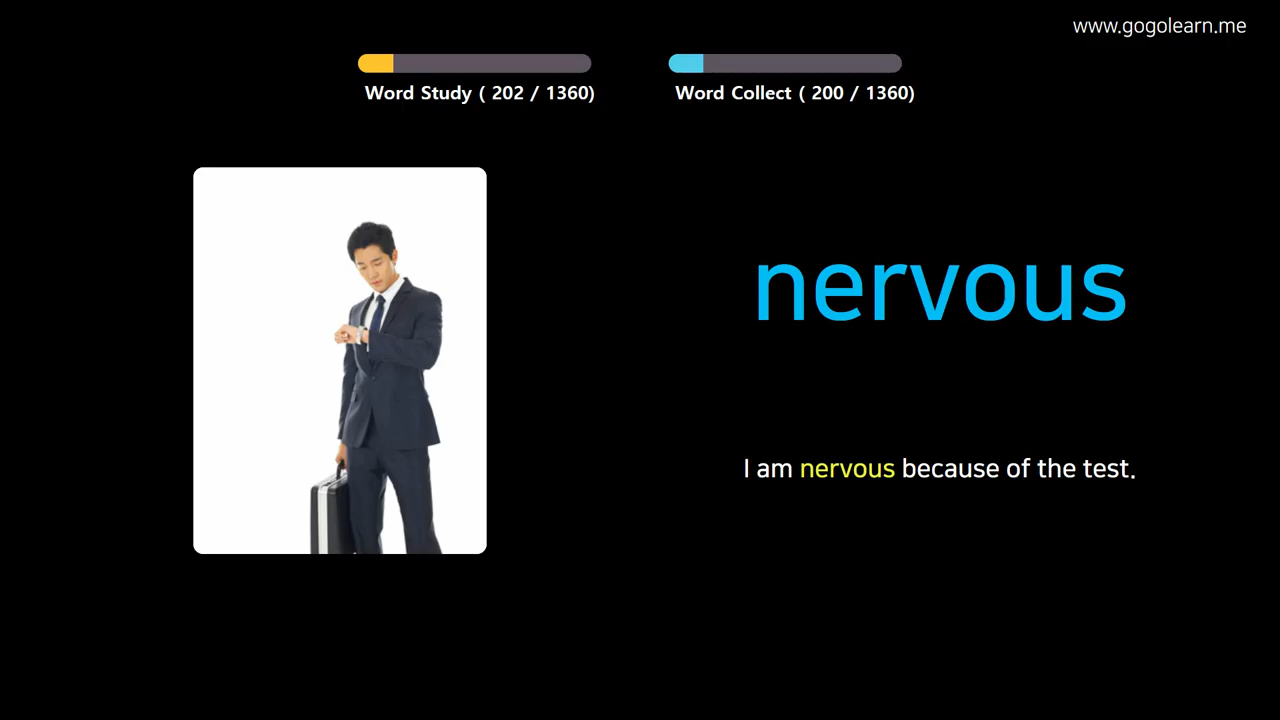 www.gogolearn.me
Word Study ( 202 / 1360)
Word Collect ( 200 / 1360)
nervous
I am nervous because of the test.